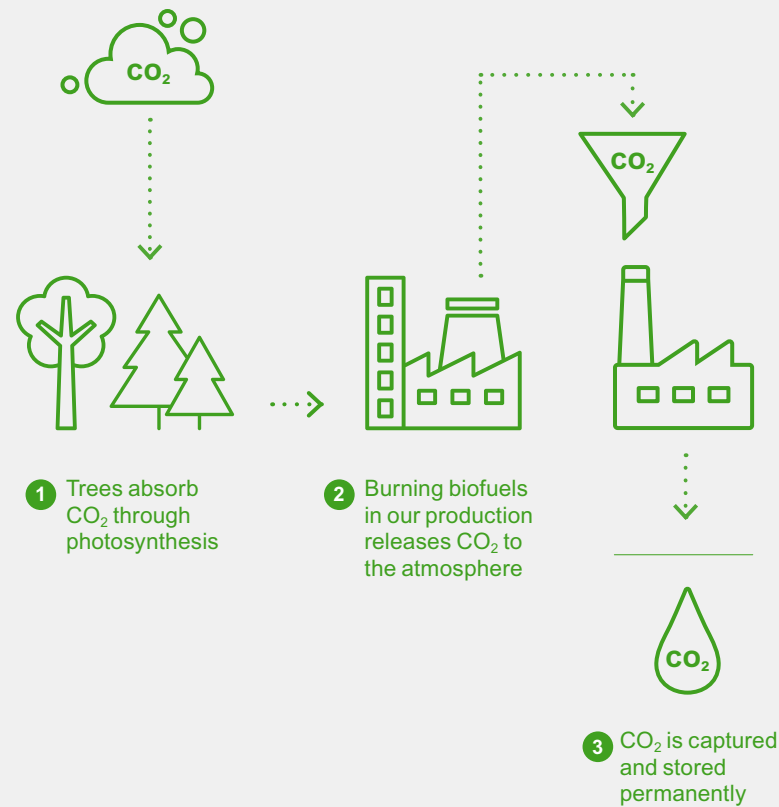 CO₂
CO₂
1 Trees absorb
CO₂ through
photosynthesis
2 Burning biofuels
in our production
releases CO₂ to
the atmosphere
CO₂
3 CO₂ is captured
and stored
permanently